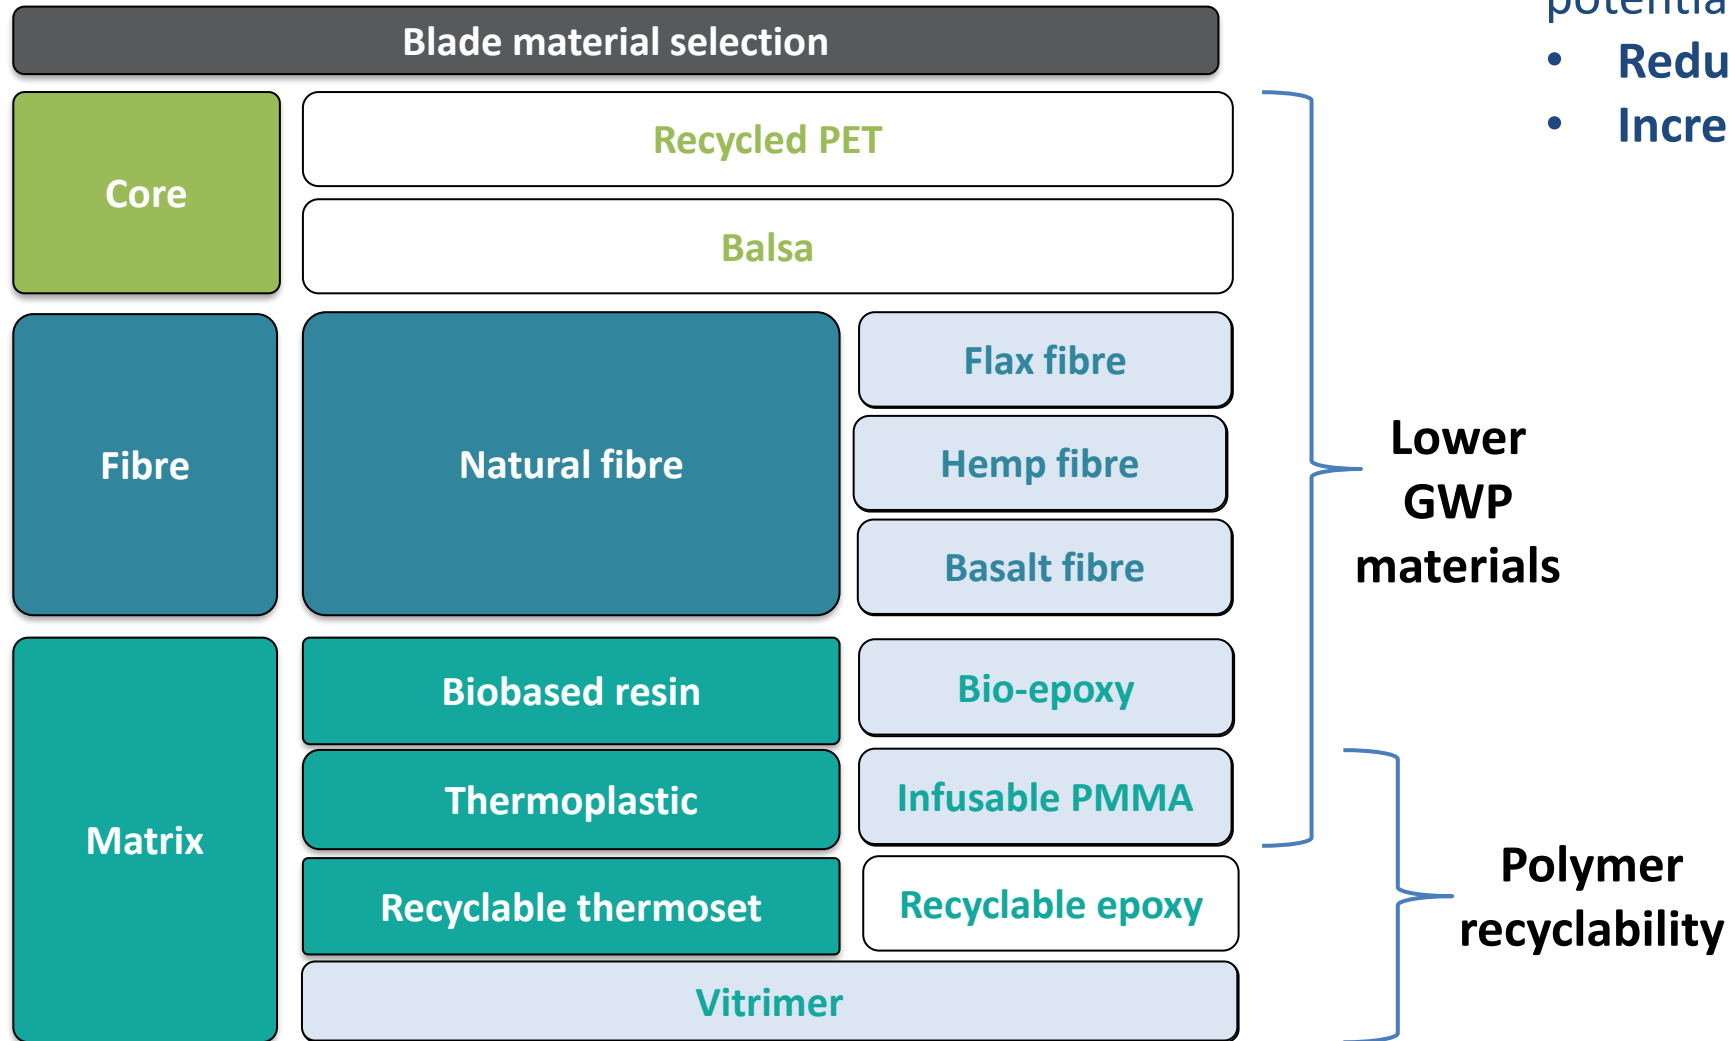 Blade material selection
Core
Recycled PET
Balsa
Fibre
Natural fibre
Flax fibre
Hemp fibre
Basalt fibre
Matrix
Biobased resin
Bio-epoxy
Thermoplastic
Infusable PMMA
Recyclable thermoset
Recyclable epoxy
Vitrimer
Lower
GWP
materials
Polymer
recyclability